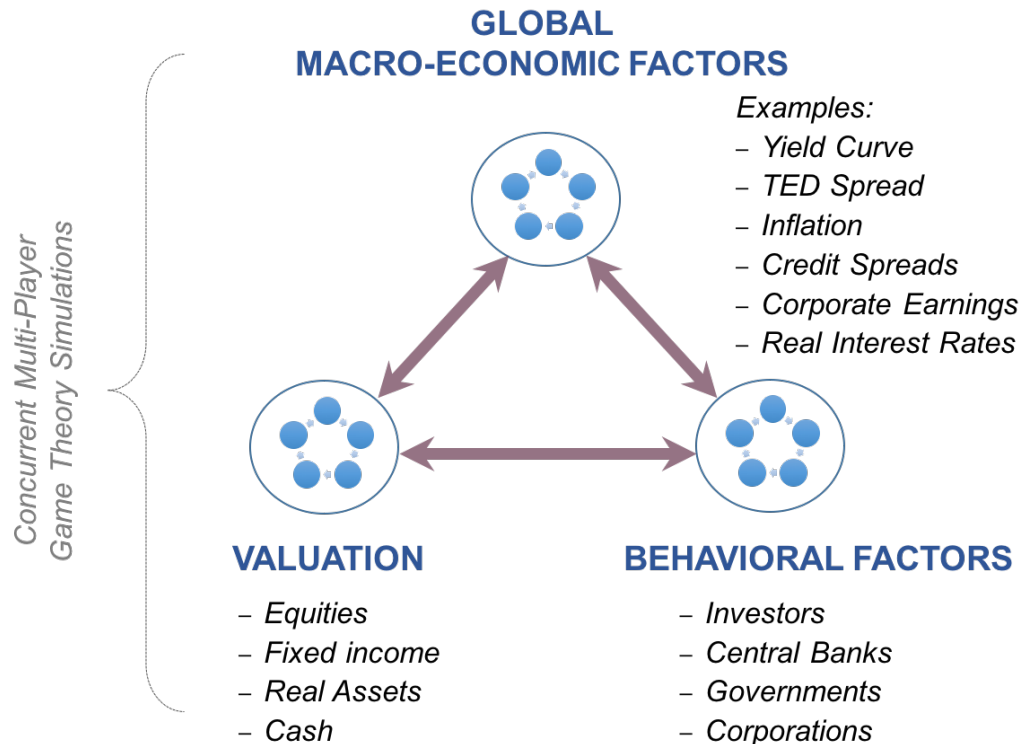 GLOBAL
MACRO-ECONOMIC FACTORS
Examples:
– Yield Curve
– TED Spread
– Inflation
– Credit Spreads
– Corporate Earnings
– Real Interest Rates
Concurrent Multi-Player
Game Theory Simulations
VALUATION
– Equities
– Fixed income
– Real Assets
– Cash
BEHAVIORAL FACTORS
– Investors
– Central Banks
– Governments
– Corporations